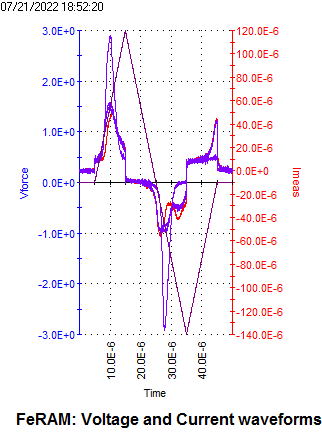 07/21/2022 18:52:20
3.0E+0
2.0E+0
1.0E+0
0.0E+0
-1.0E+0
-2.0E+0
-3.0E+0
Vforce
120.0E-6
100.0E-6
80.0E-6
60.0E-6
40.0E-6
20.0E-6
0.0E+0
-20.0E-6
-40.0E-6
-60.0E-6
-80.0E-6
-100.0E-6
-120.0E-6
-140.0E-6
Imeas
10.0E-6
20.0E-6
30.0E-6
40.0E-6
Time
FeRAM: Voltage and Current waveforms